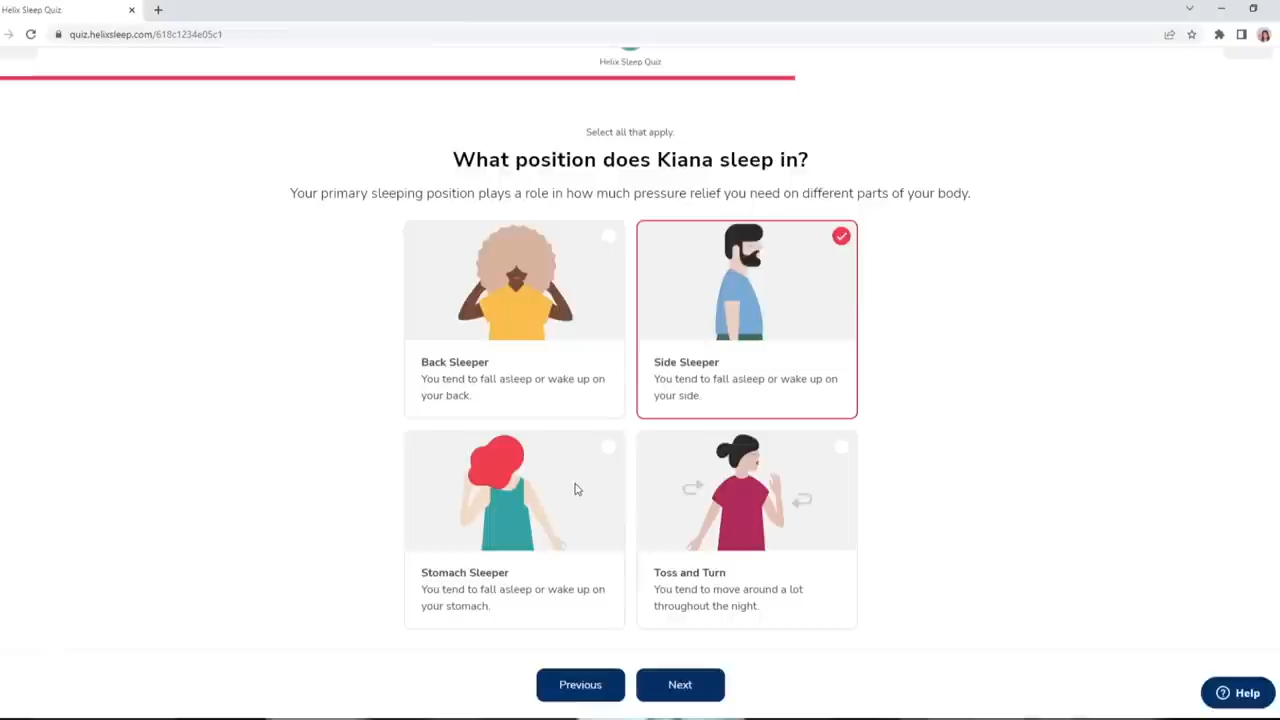 Helix Sleep Quiz
quiz.helixsleep.com/618c1234e05c1
Helix Sleep Quiz
Select all that apply.
What position does Kiana sleep in?
Your primary sleeping position plays a role in how much pressure relief you need on different parts of your body.
Back Sleeper
You tend to fall asleep or wake up on
your back.
Side Sleeper
You tend to fall asleep or wake up on
your side.
Stomach Sleeper
You tend to fall asleep or wake up on
your stomach.
Toss and Turn
You tend to move around a lot
throughout the night.
Previous
Next
Help